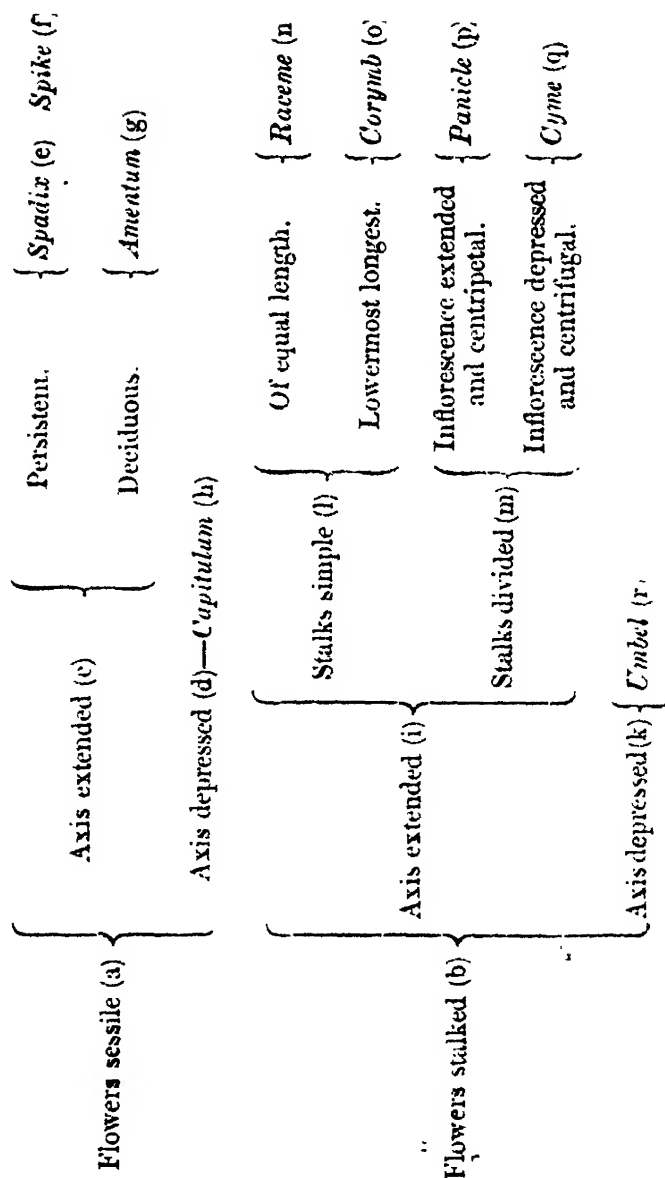 Flowers sessile (a)
Axis extended (c)
Persistent.
Spadix (e) Spike (f
Deciduous.
Amentum (g)
Axis depressed (d)—Capitulum (h)
Flowers stalked (b)
Axis extended (i)
Stalks simple (l)
Of equal length.
Raceme (n
Lowermost longest.
Corymb (o)
Stalks divided (m)
Inflorescence extended
and centripetal.
Panicle (p)
Inflorescence depressed
and centrifugal.
Cyme (q)
Axis depressed (k)
Umbel (r